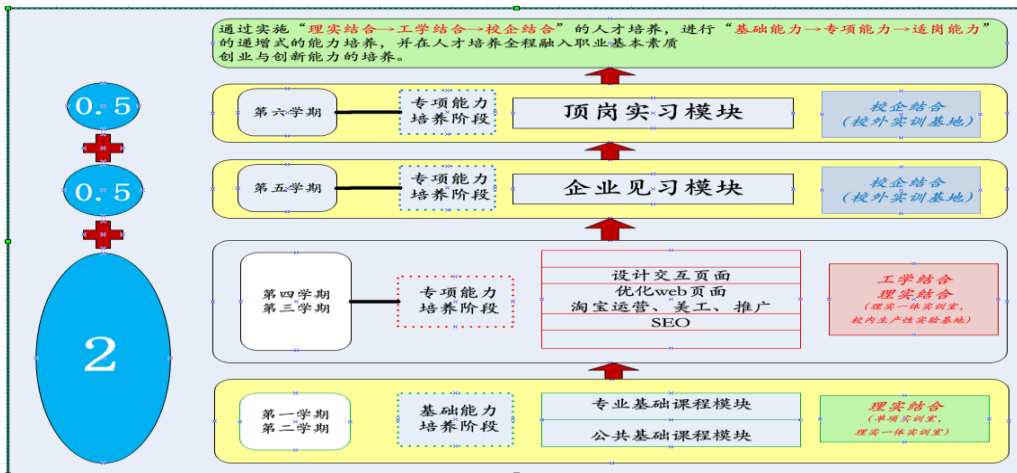 通过实施“理实结合→工学结合→校企结合”的人才培养，进行“基础能力→专项能力→适岗能力”
的递增式的能力培养，并在人才培养全程融入职业基本素质
创业与创新能力的培养。
0.5
第六学期
专项能力
培养阶段
顶岗实习模块
校企结合
（校外实训基地）
0.5
第五学期
专项能力
培养阶段
企业见习模块
校企结合
（校外实训基地）
2
第四学期
第三学期
专项能力
培养阶段
设计交互页面
优化web页面
淘宝运营、美工、推广
SEO
工学结合
理实结合
（理实一体实训室，
校内生产性实验基地）
第一学期
第二学期
基础能力
培养阶段
专业基础课程模块
公共基础课程模块
理实结合
（单项实训室，
理实一体实训室）